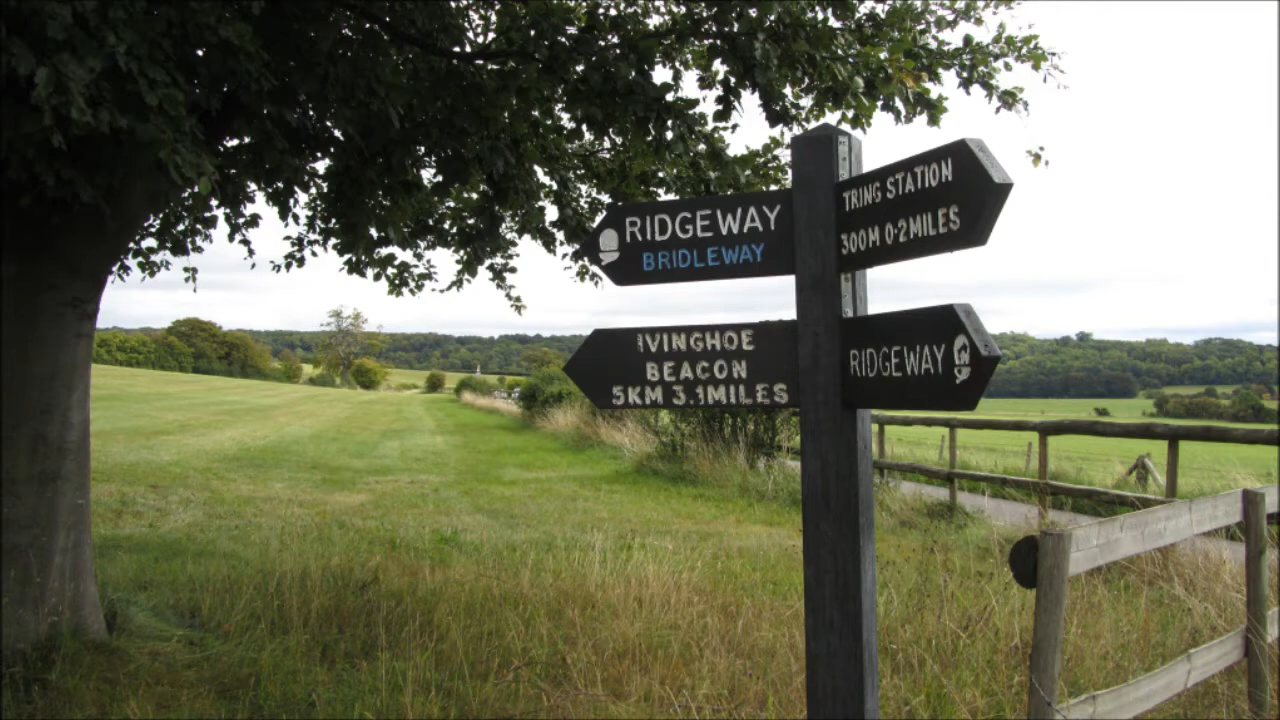 RIDGEWAY
BRIDLEWAY
TRING STATION
300M 0·2MILES
IVINGHOE
BEACON
5KM 3.1MILES
RIDGEWAY